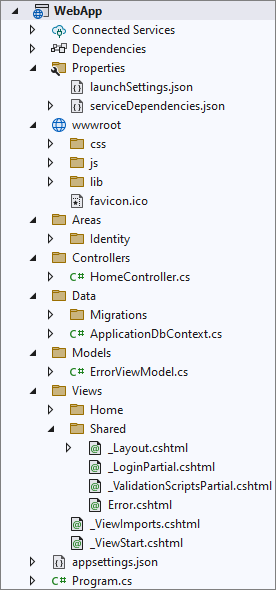 WebApp
Connected Services
Dependencies
Properties
launchSettings.json
serviceDependencies.json
wwwroot
css
js
lib
favicon.ico
Areas
Identity
Controllers
C# HomeController.cs
Data
Migrations
C# ApplicationDbContext.cs
Models
C# ErrorViewModel.cs
Views
Home
Shared
_Layout.cshtml
_LoginPartial.cshtml
_ValidationScriptsPartial.cshtml
Error.cshtml
_ViewImports.cshtml
_ViewStart.cshtml
appsettings.json
C# Program.cs